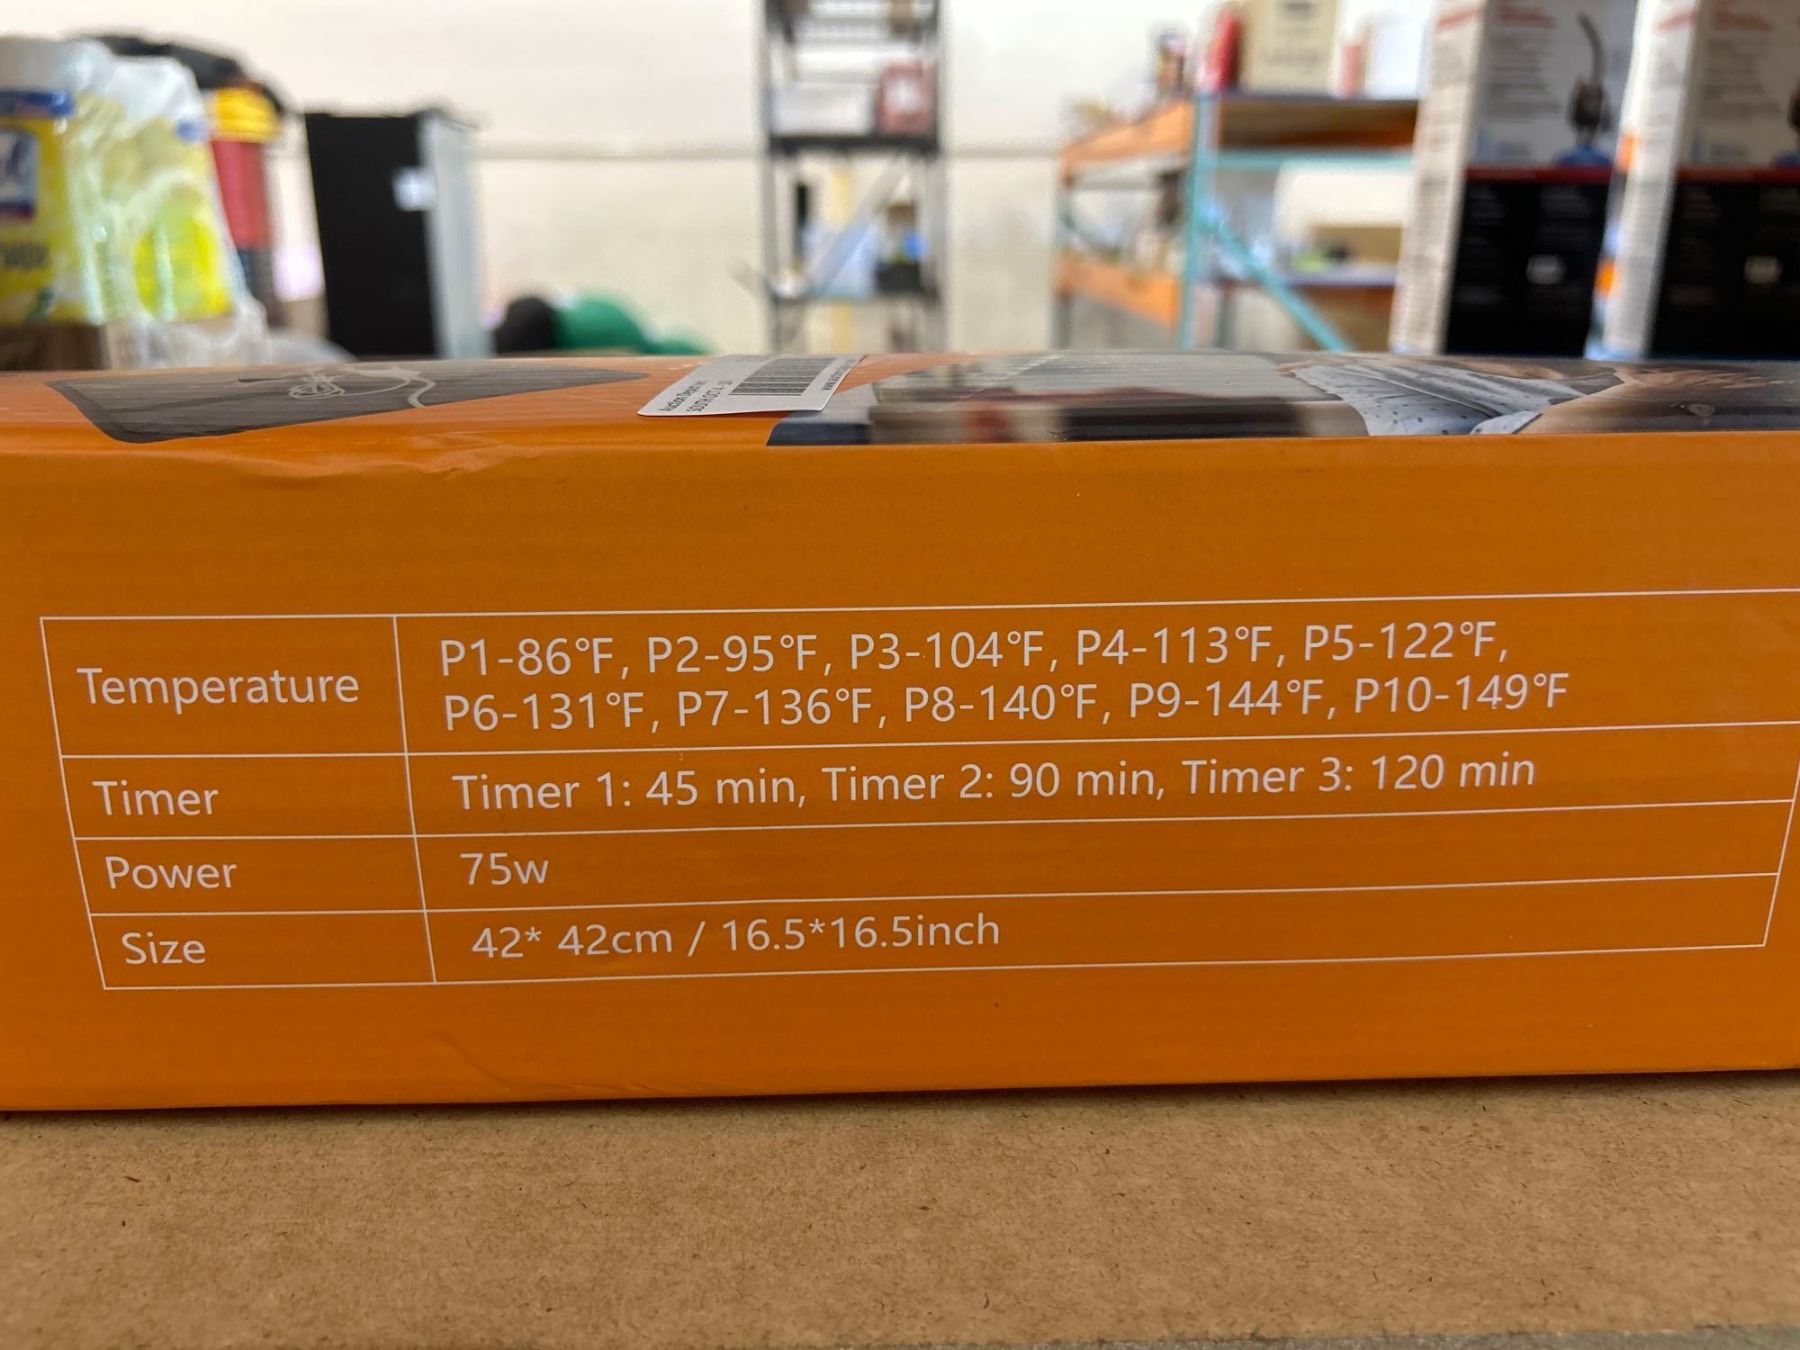 Temperature
P1-86°F, P2-95°F, P3-104°F, P4-113°F, P5-122°F,
P6-131°F, P7-136°F, P8-140°F, P9-144°F, P10-149°F
Timer
Timer 1: 45 min, Timer 2: 90 min, Timer 3: 120 min
Power
75w
Size
42* 42cm / 16.5*16.5inch